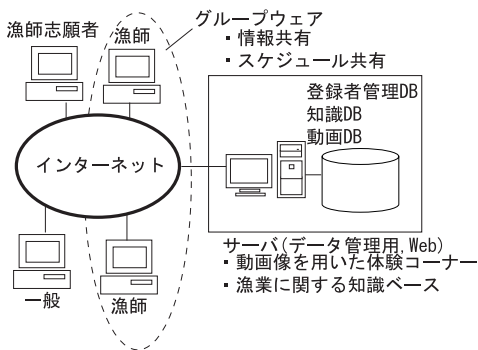 グループウェア
・情報共有
・スケジュール共有
漁師志願者
漁師
登録者管理DB
知識DB
動画DB
インターネット
サーバ(データ管理用,Web)
・動画像を用いた体験コーナー
・漁業に関する知識ベース
一般
漁師